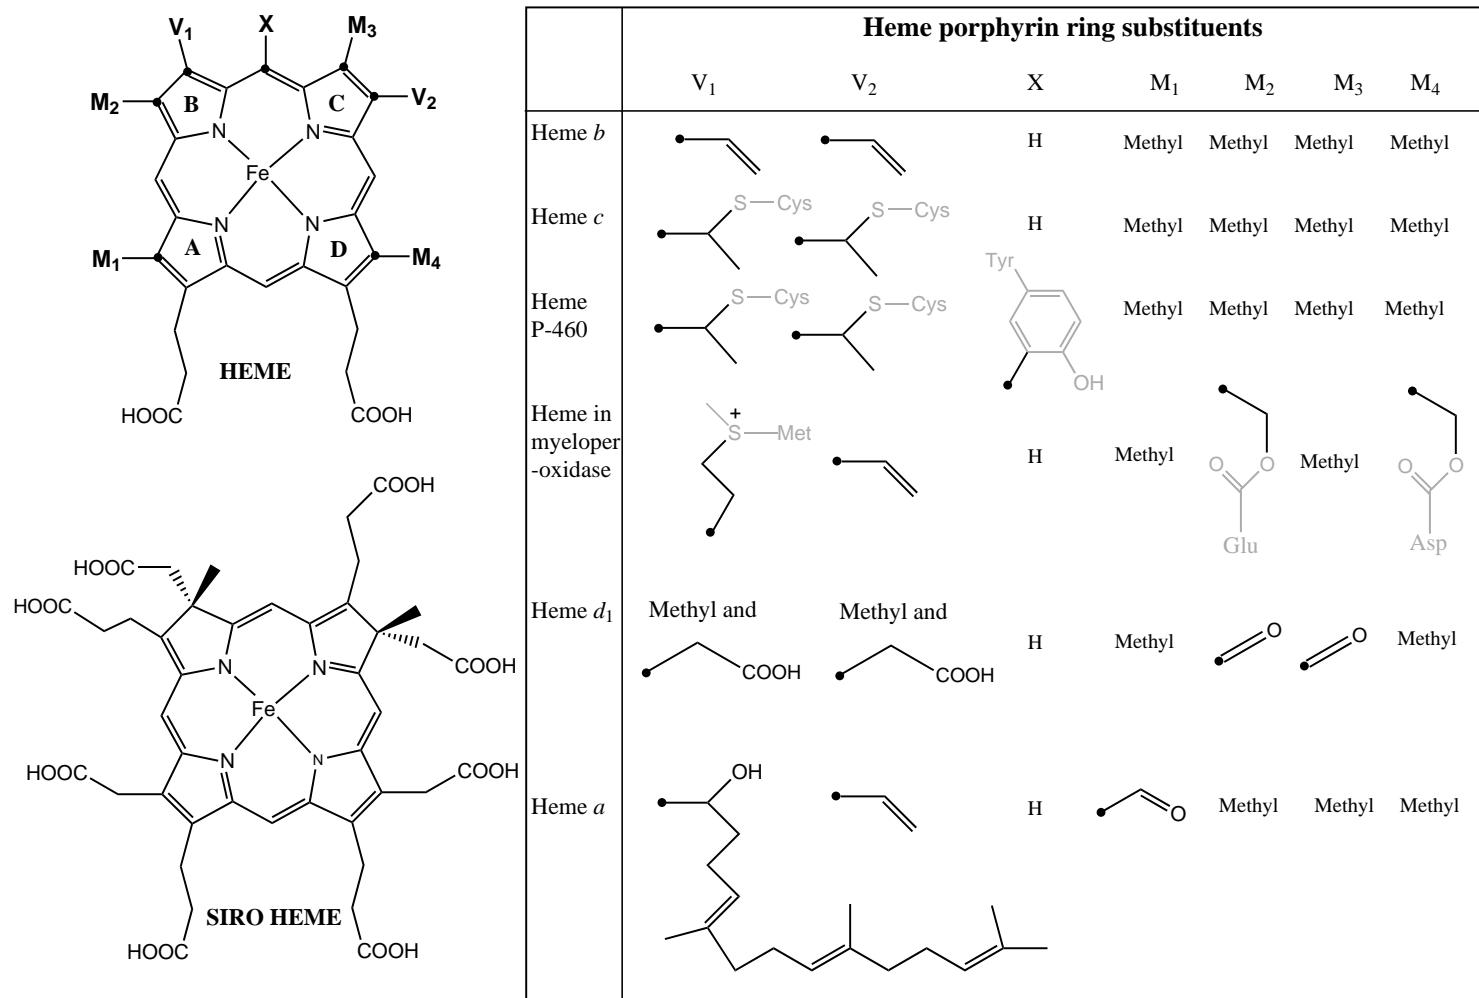 V1 X M3
M2 B C V2
N N
Fe
N N
M1 A D M4
HEME
HOOC COOH
COOH
HOOC
HOOC
COOH
N N
Fe
N N
HOOC COOH
SIRO HEME
HOOC COOH
Heme porphyrin ring substituents
V1 V2 X M1 M2 M3 M4
Heme b H Methyl Methyl Methyl Methyl
S Cys S Cys
Heme c H Methyl Methyl Methyl Methyl
Tyr
Heme
P-460
S Cys S Cys
Methyl Methyl Methyl Methyl
OH
Heme in
myeloper
-oxidase
+
S Met
H Methyl
O O
Glu
Methyl
O O
Asp
Heme d1 Methyl and Methyl and
COOH COOH
H Methyl O O Methyl
OH
Heme a H O Methyl Methyl Methyl